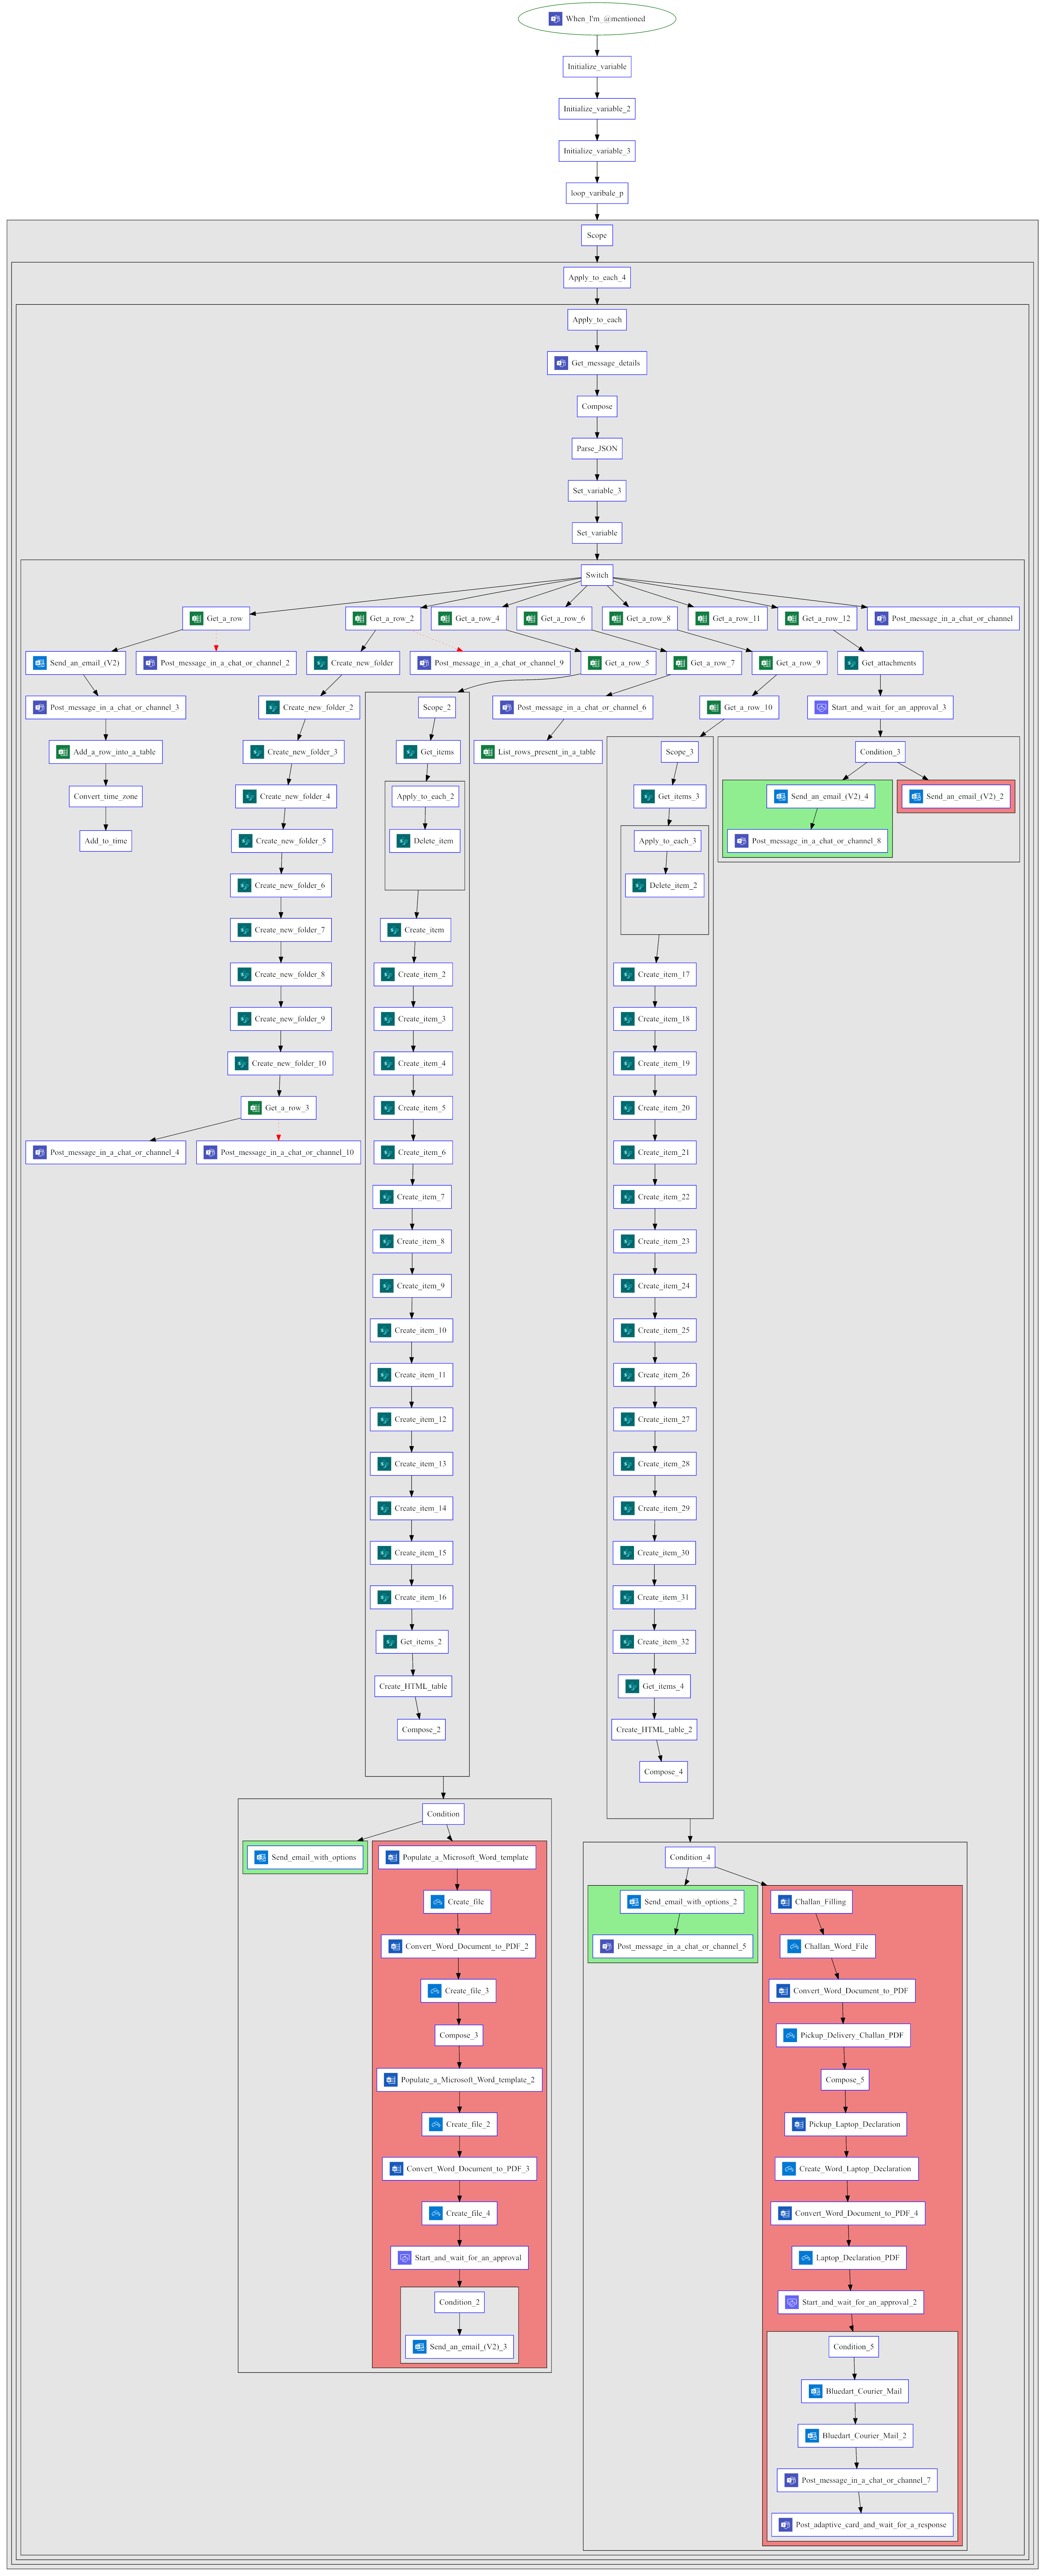 When_I'm_@mentioned
Initialize_variable
Initialize_variable_2
Initialize_variable_3
loop_varibale_p
Scope
Apply_to_each_4
Apply_to_each
Get_message_details
Compose
Parse_JSON
Set_variable_3
Set_variable
Switch
Get_a_row
Get_a_row_2
Get_a_row_4
Get_a_row_6
Get_a_row_8
Get_a_row_11
Get_a_row_12
Post_message_in_a_chat_or_channel
Send_an_email_(V2)
Post_message_in_a_chat_or_channel_2
Create_new_folder
Post_message_in_a_chat_or_channel_9
Get_a_row_5
Get_a_row_7
Get_a_row_9
Get_attachments
Post_message_in_a_chat_or_channel_3
Create_new_folder_2
Scope_2
Post_message_in_a_chat_or_channel_6
Get_a_row_10
Start_and_wait_for_an_approval_3
Add_a_row_into_a_table
Create_new_folder_3
Get_items
List_rows_present_in_a_table
Scope_3
Condition_3
Convert_time_zone
Create_new_folder_4
Apply_to_each_2
Get_items_3
Send_an_email_(V2)_4
Send_an_email_(V2)_2
Add_to_time
Create_new_folder_5
Delete_item
Apply_to_each_3
Post_message_in_a_chat_or_channel_8
Create_new_folder_6
Delete_item_2
Create_new_folder_7
Create_item
Create_new_folder_8
Create_item_2
Create_item_17
Create_new_folder_9
Create_item_3
Create_item_18
Create_new_folder_10
Create_item_4
Create_item_19
Get_a_row_3
Create_item_5
Create_item_20
Post_message_in_a_chat_or_channel_4
Post_message_in_a_chat_or_channel_10
Create_item_6
Create_item_21
Create_item_7
Create_item_22
Create_item_8
Create_item_23
Create_item_9
Create_item_24
Create_item_10
Create_item_25
Create_item_11
Create_item_26
Create_item_12
Create_item_27
Create_item_13
Create_item_28
Create_item_14
Create_item_29
Create_item_15
Create_item_30
Create_item_16
Create_item_31
Get_items_2
Create_item_32
Create_HTML_table
Get_items_4
Compose_2
Create_HTML_table_2
Compose_4
Condition
Send_email_with_options
Populate_a_Microsoft_Word_template
Condition_4
Create_file
Send_email_with_options_2
Challan_Filling
Convert_Word_Document_to_PDF_2
Post_message_in_a_chat_or_channel_5
Challan_Word_File
Create_file_3
Convert_Word_Document_to_PDF
Compose_3
Pickup_Delivery_Challan_PDF
Populate_a_Microsoft_Word_template_2
Compose_5
Create_file_2
Pickup_Laptop_Declaration
Convert_Word_Document_to_PDF_3
Create_Word_Laptop_Declaration
Create_file_4
Convert_Word_Document_to_PDF_4
Start_and_wait_for_an_approval
Laptop_Declaration_PDF
Condition_2
Start_and_wait_for_an_approval_2
Send_an_email_(V2)_3
Condition_5
Bluedart_Courier_Mail
Bluedart_Courier_Mail_2
Post_message_in_a_chat_or_channel_7
Post_adaptive_card_and_wait_for_a_response